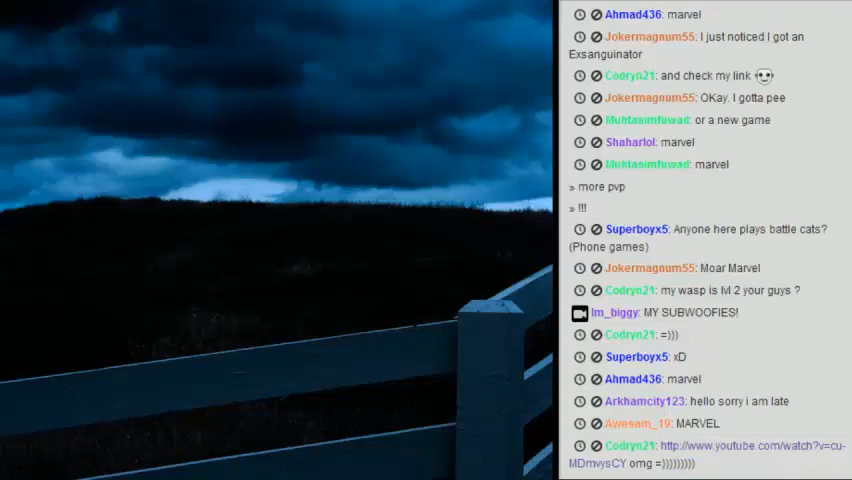 Ahmad436: marvel
Jokermagnum55: I just noticed I got an
Exsanguinator
Codryn21: and check my link
Jokermagnum55: OKay. I gotta pee
Muhtasimfuwad: or a new game
Shaharlol: marvel
Muhtasimfuwad: marvel
» more pvp
» !!!
Superboyx5: Anyone here plays battle cats?
(Phone games)
Jokermagnum55: Moar Marvel
Codryn21: my wasp is lvl 2 your guys ?
Im_biggy: MY SUBWOOFIES!
Codryn21: =)))
Superboyx5: xD
Ahmad436: marvel
Arkhamcity123: hello sorry i am late
Awesam_19: MARVEL
Codryn21: http://www.youtube.com/watch?v=cu-
MDmvysCY omg =)))))))))